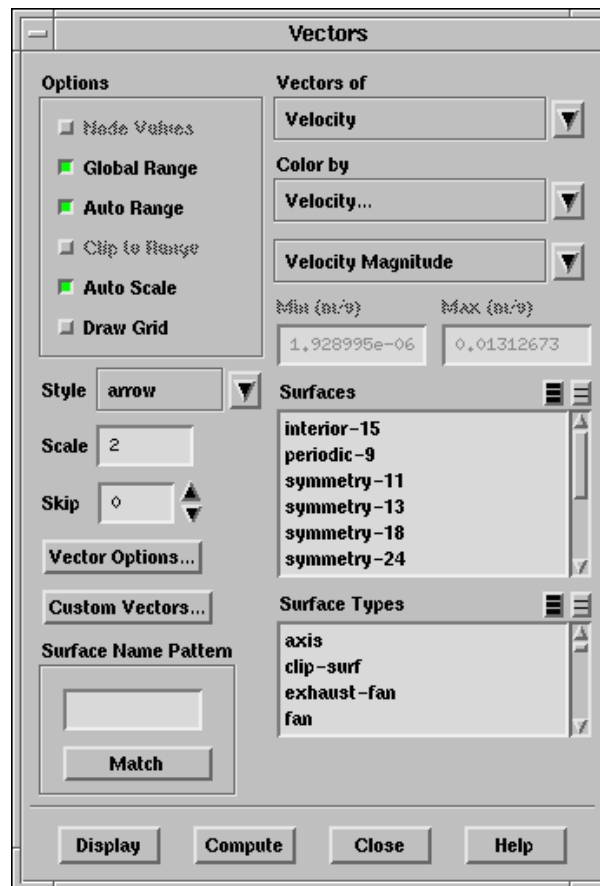 Vectors
Options
Node Values
Global Range
Auto Range
Clip to Range
Auto Scale
Draw Grid
Style arrow
Scale 2
Skip 0
Vector Options...
Custom Vectors...
Surface Name Pattern
Match
Vectors of
Velocity
Color by
Velocity...
Velocity Magnitude
Min (m/s) Max (m/s)
1.928995e-06 0.01312673
Surfaces
interior-15
periodic-9
symmetry-11
symmetry-13
symmetry-18
symmetry-24
Surface Types
axis
clip-surf
exhaust-fan
fan
Display Compute Close Help